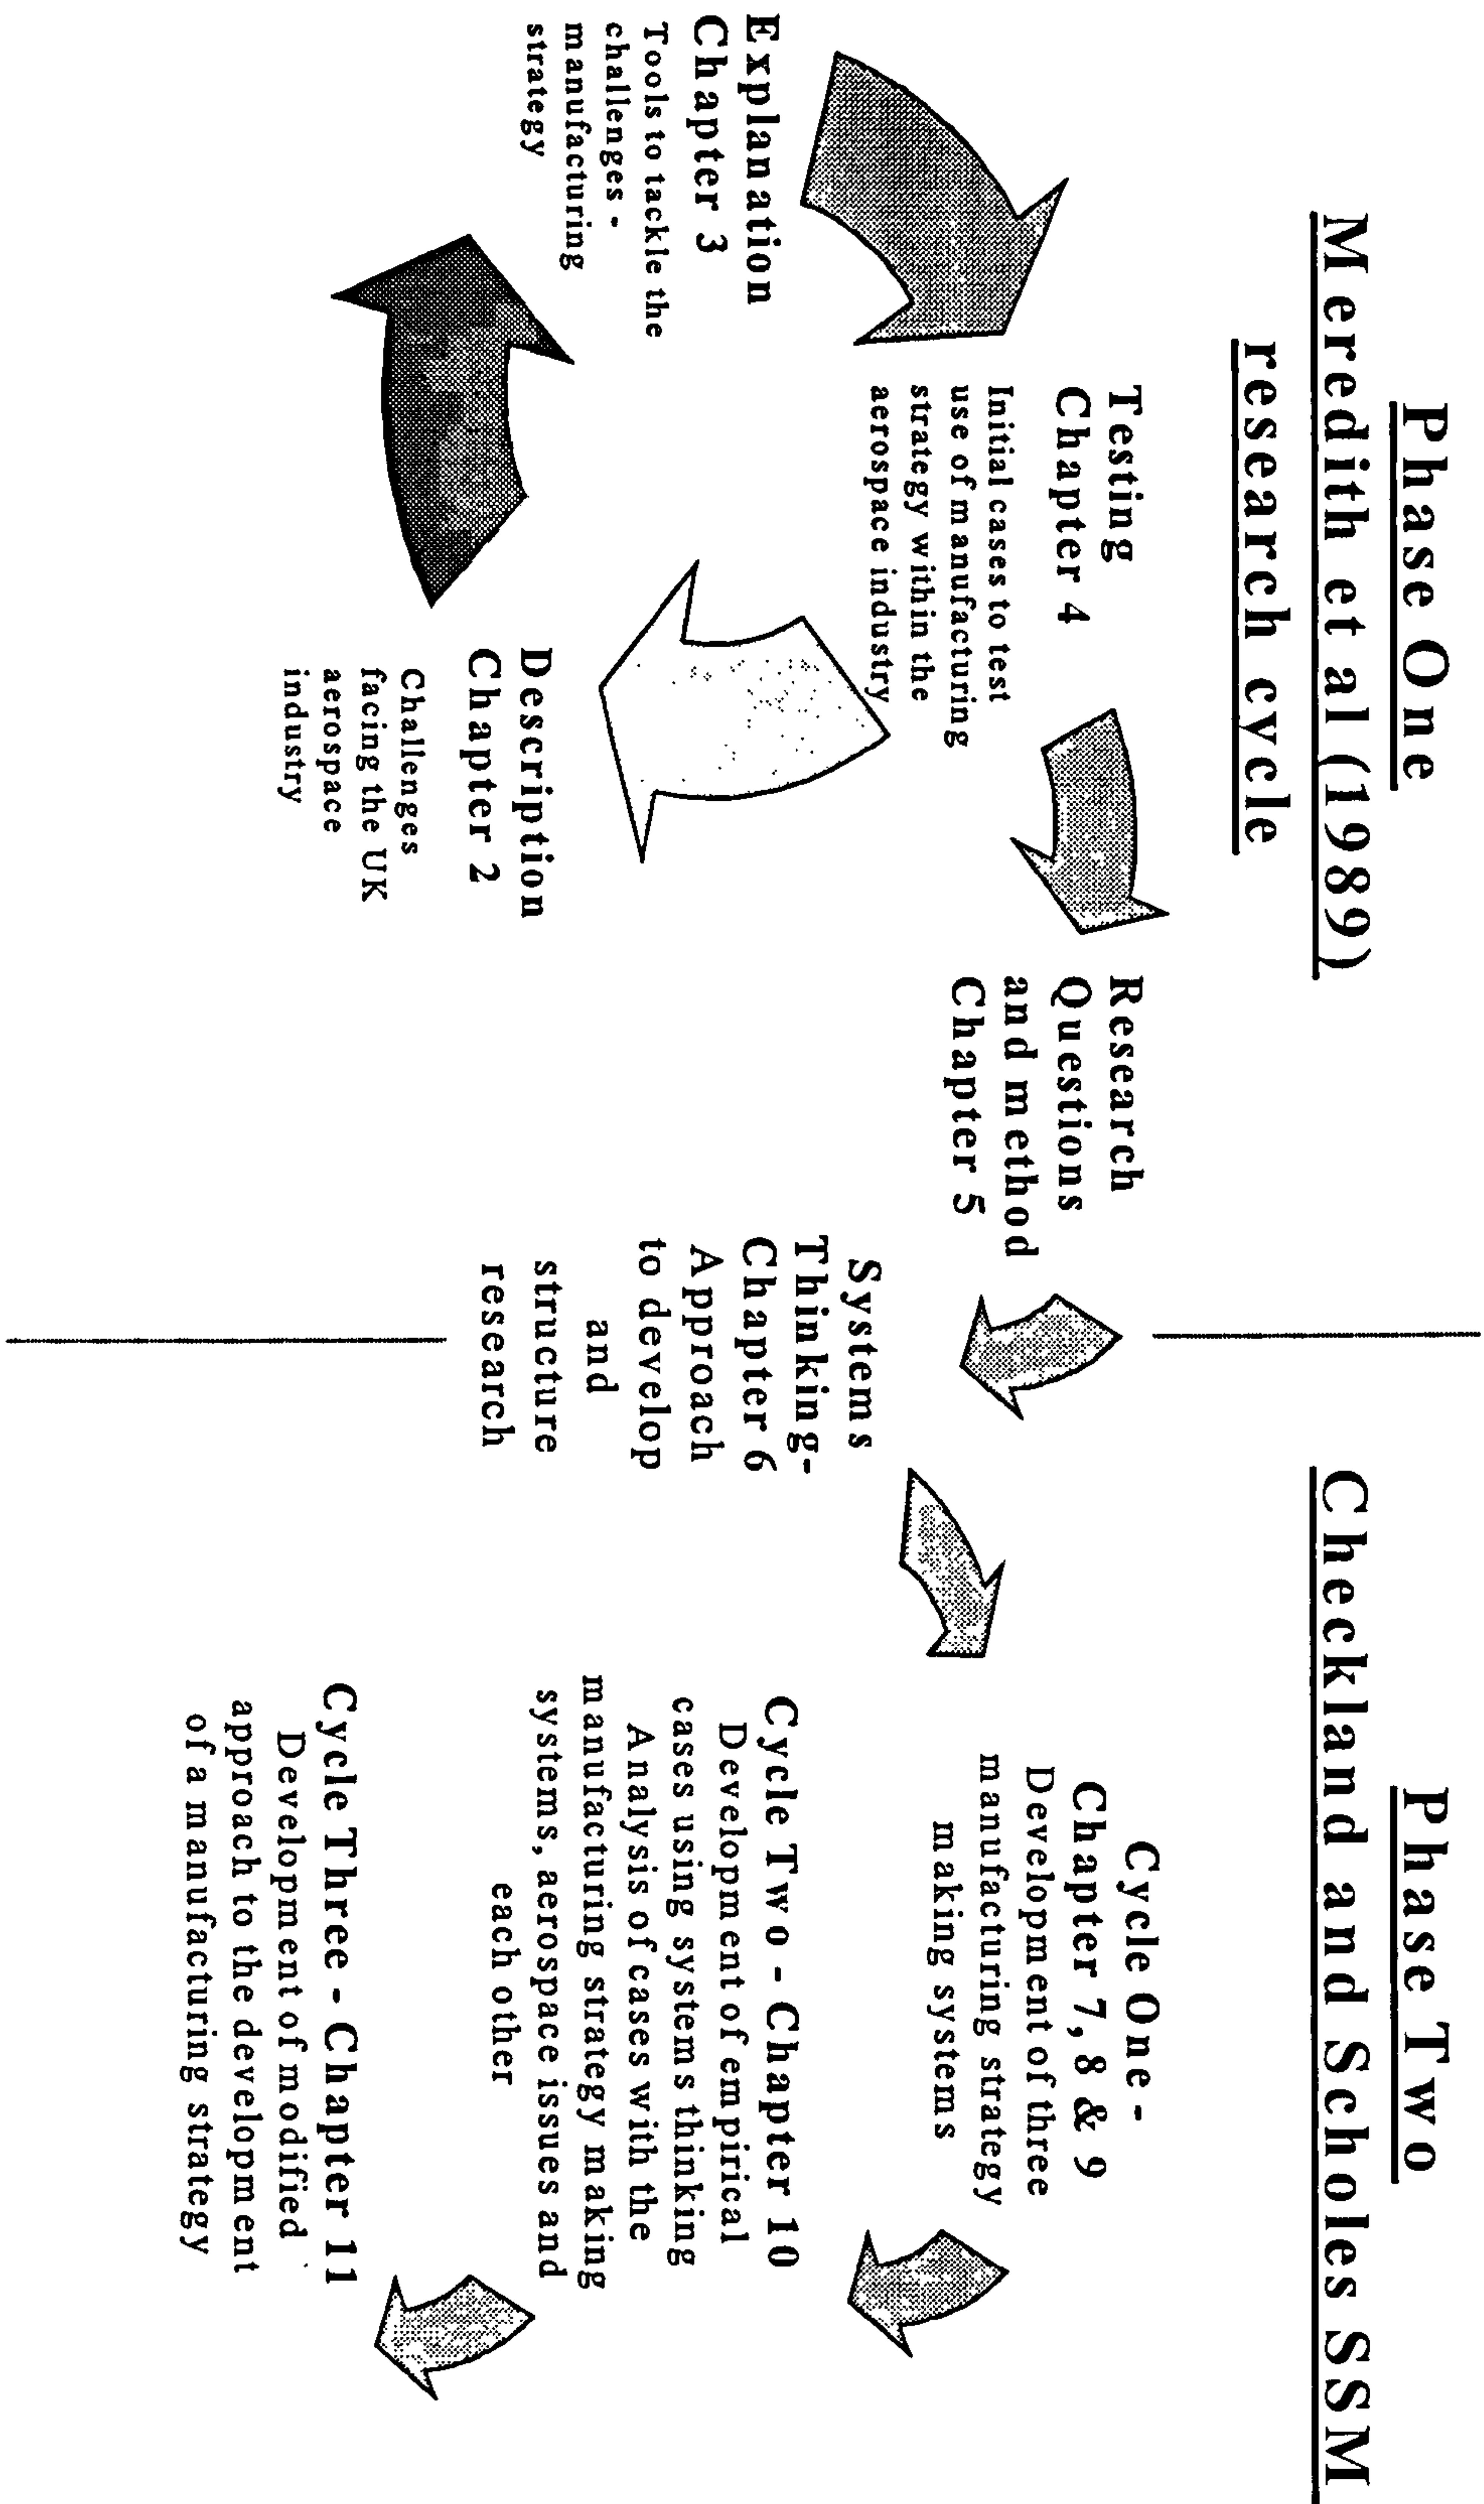 Phase One
Meredith et al (1989)
research cycle
Testing
Chapter 4
Initial cases to test
use of manufacturing
strategy within the
aerospace industry
Explanation
Chapter 3
Tools to tackle the
challenges -
manufacturing
strategy
Description
Chapter 2
Challenges
facing the UK
aerospace
industry
Research
Questions
and method
Chapter 5
Systems
Thinking-
Chapter 6
Approach
to develop
and
structure
research
Phase Two
Checkland and Scholes SSM
Cycle One -
Chapter 7, 8 & 9
Development of three
manufacturing strategy
making systems
Cycle Two - Chapter 10
Development of empirical
cases using systems thinking
Analysis of cases with the
manufacturing strategy making
systems, aerospace issues and
each other
Cycle Three - Chapter 11
Development of modified
approach to the development
of a manufacturing strategy